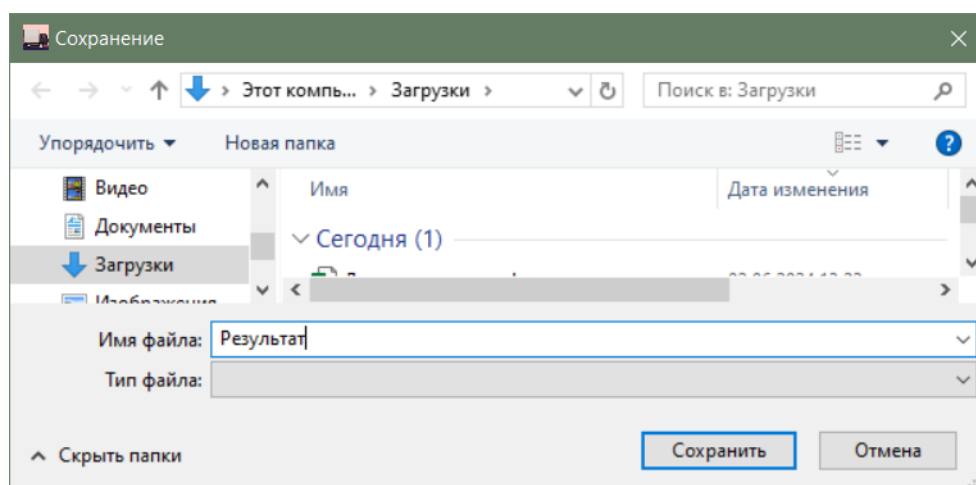 Сохранение
Этот компь... Загрузки
Поиск в: Загрузки
Упорядочить
Новая папка
Видео
Имя
Дата изменения
Документы
Сегодня (1)
Загрузки
Изображения
Имя файла: Результат
Тип файла:
Скрыть папки
Сохранить
Отмена